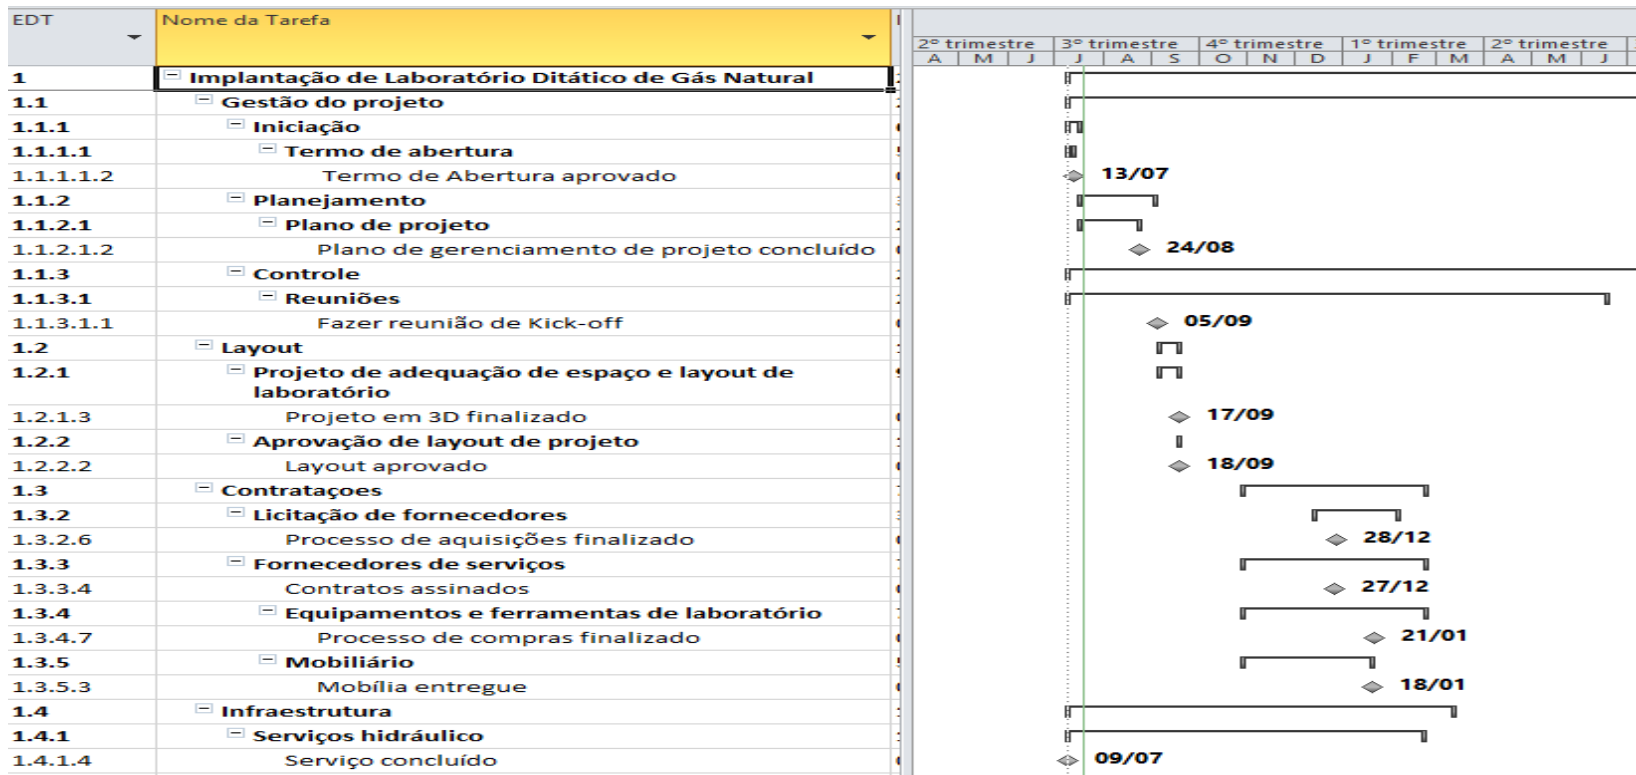 EDT Nome da Tarefa
2º trimestre 3º trimestre 4º trimestre 1º trimestre 2º trimestre
A M J J A S O N D J F M A M J
1 Implantação de Laboratório Ditático de Gás Natural
1.1 Gestão do projeto
1.1.1 Iniciação
1.1.1.1 Termo de abertura
1.1.1.1.2 Termo de Abertura aprovado 13/07
1.1.2 Planejamento
1.1.2.1 Plano de projeto
1.1.2.1.2 Plano de gerenciamento de projeto concluído 24/08
1.1.3 Controle
1.1.3.1 Reuniões
1.1.3.1.1 Fazer reunião de Kick-off 05/09
1.2 Layout
1.2.1 Projeto de adequação de espaço e layout de
laboratório
1.2.1.3 Projeto em 3D finalizado 17/09
1.2.2 Aprovação de layout de projeto
1.2.2.2 Layout aprovado 18/09
1.3 Contrataçoes
1.3.2 Licitação de fornecedores
1.3.2.6 Processo de aquisições finalizado 28/12
1.3.3 Fornecedores de serviços
1.3.3.4 Contratos assinados 27/12
1.3.4 Equipamentos e ferramentas de laboratório
1.3.4.7 Processo de compras finalizado 21/01
1.3.5 Mobiliário
1.3.5.3 Mobília entregue 18/01
1.4 Infraestrutura
1.4.1 Serviços hidráulico
1.4.1.4 Serviço concluído 09/07